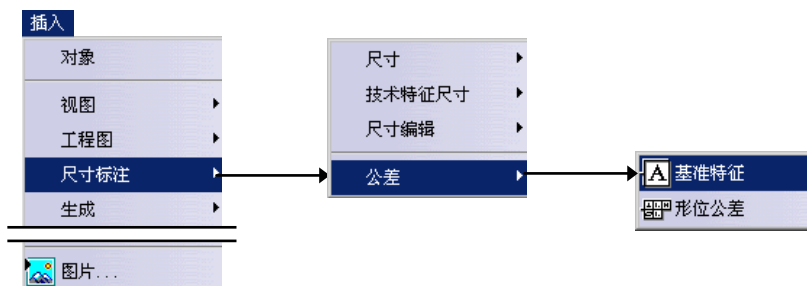 插入
对象
视图
工程图
尺寸标注
生成
图片...
尺寸
技术特征尺寸
尺寸编辑
公差
A 基准特征
形位公差